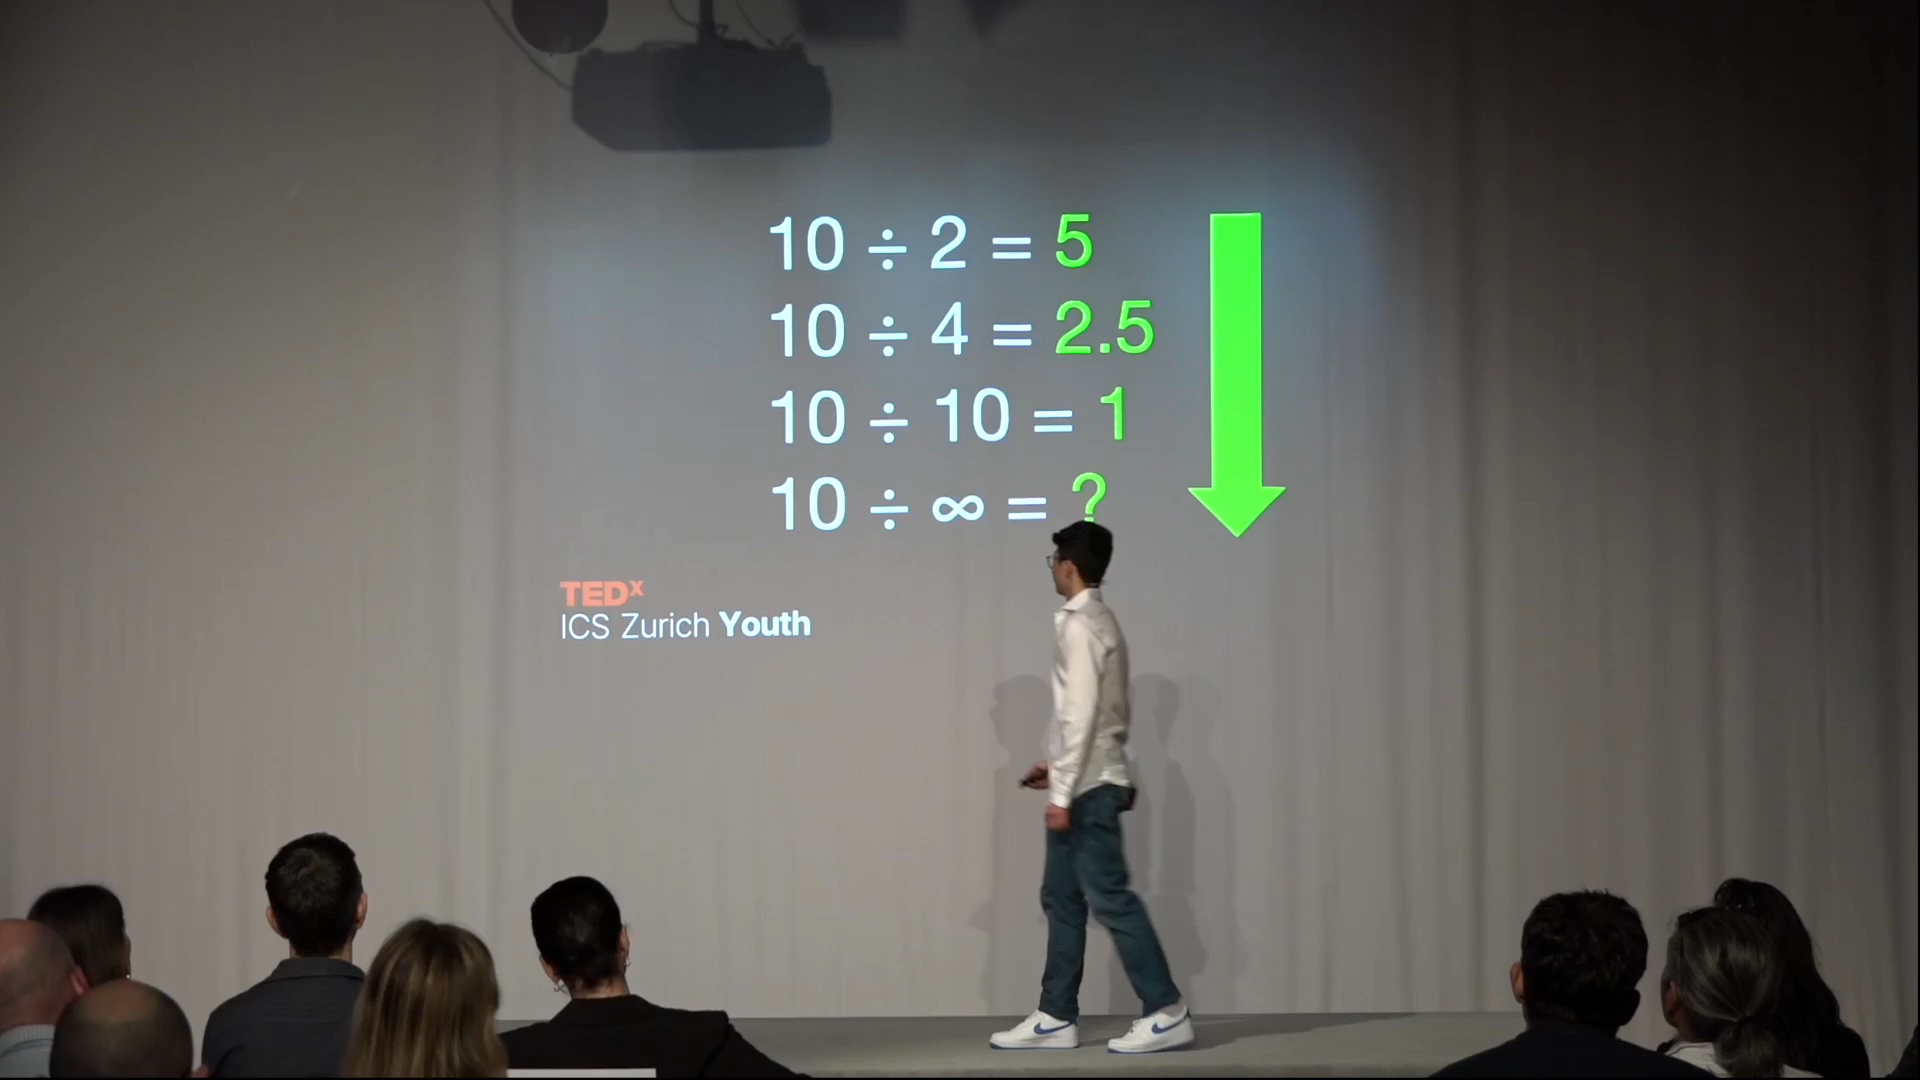 10 ÷ 2 = 5
10 ÷ 4 = 2.5
10 ÷ 10 = 1
10 ÷ ∞ = ?
TEDx
ICS Zurich Youth